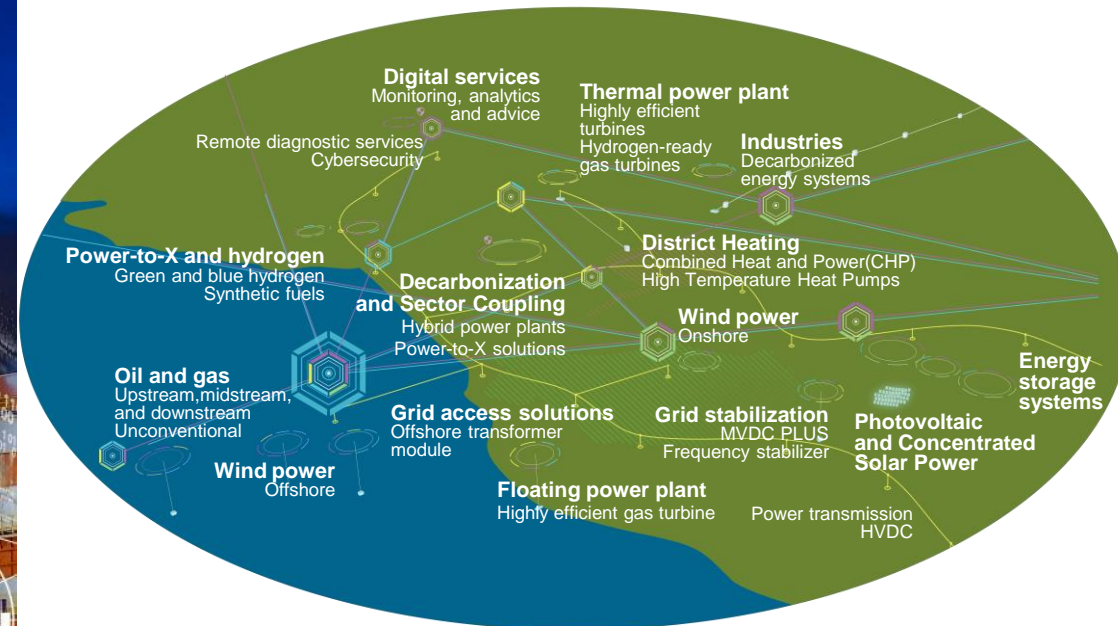 Digital services
Monitoring, analytics
and advice
Remote diagnostic services
Cybersecurity
Thermal power plant
Highly efficient
turbines
Hydrogen-ready
gas turbines
Industries
Decarbonized
energy systems
Power-to-X and hydrogen
Green and blue hydrogen
Synthetic fuels
Decarbonization
and Sector Coupling
Hybrid power plants
Power-to-X solutions
District Heating
Combined Heat and Power(CHP)
High Temperature Heat Pumps
Wind power
Onshore
Energy
storage
systems
Oil and gas
Upstream,midstream,
and downstream
Unconventional
Wind power
Offshore
Grid access solutions
Offshore transformer
module
Grid stabilization
MVDC PLUS
Frequency stabilizer
Photovoltaic
and Concentrated
Solar Power
Floating power plant
Highly efficient gas turbine
Power transmission
HVDC